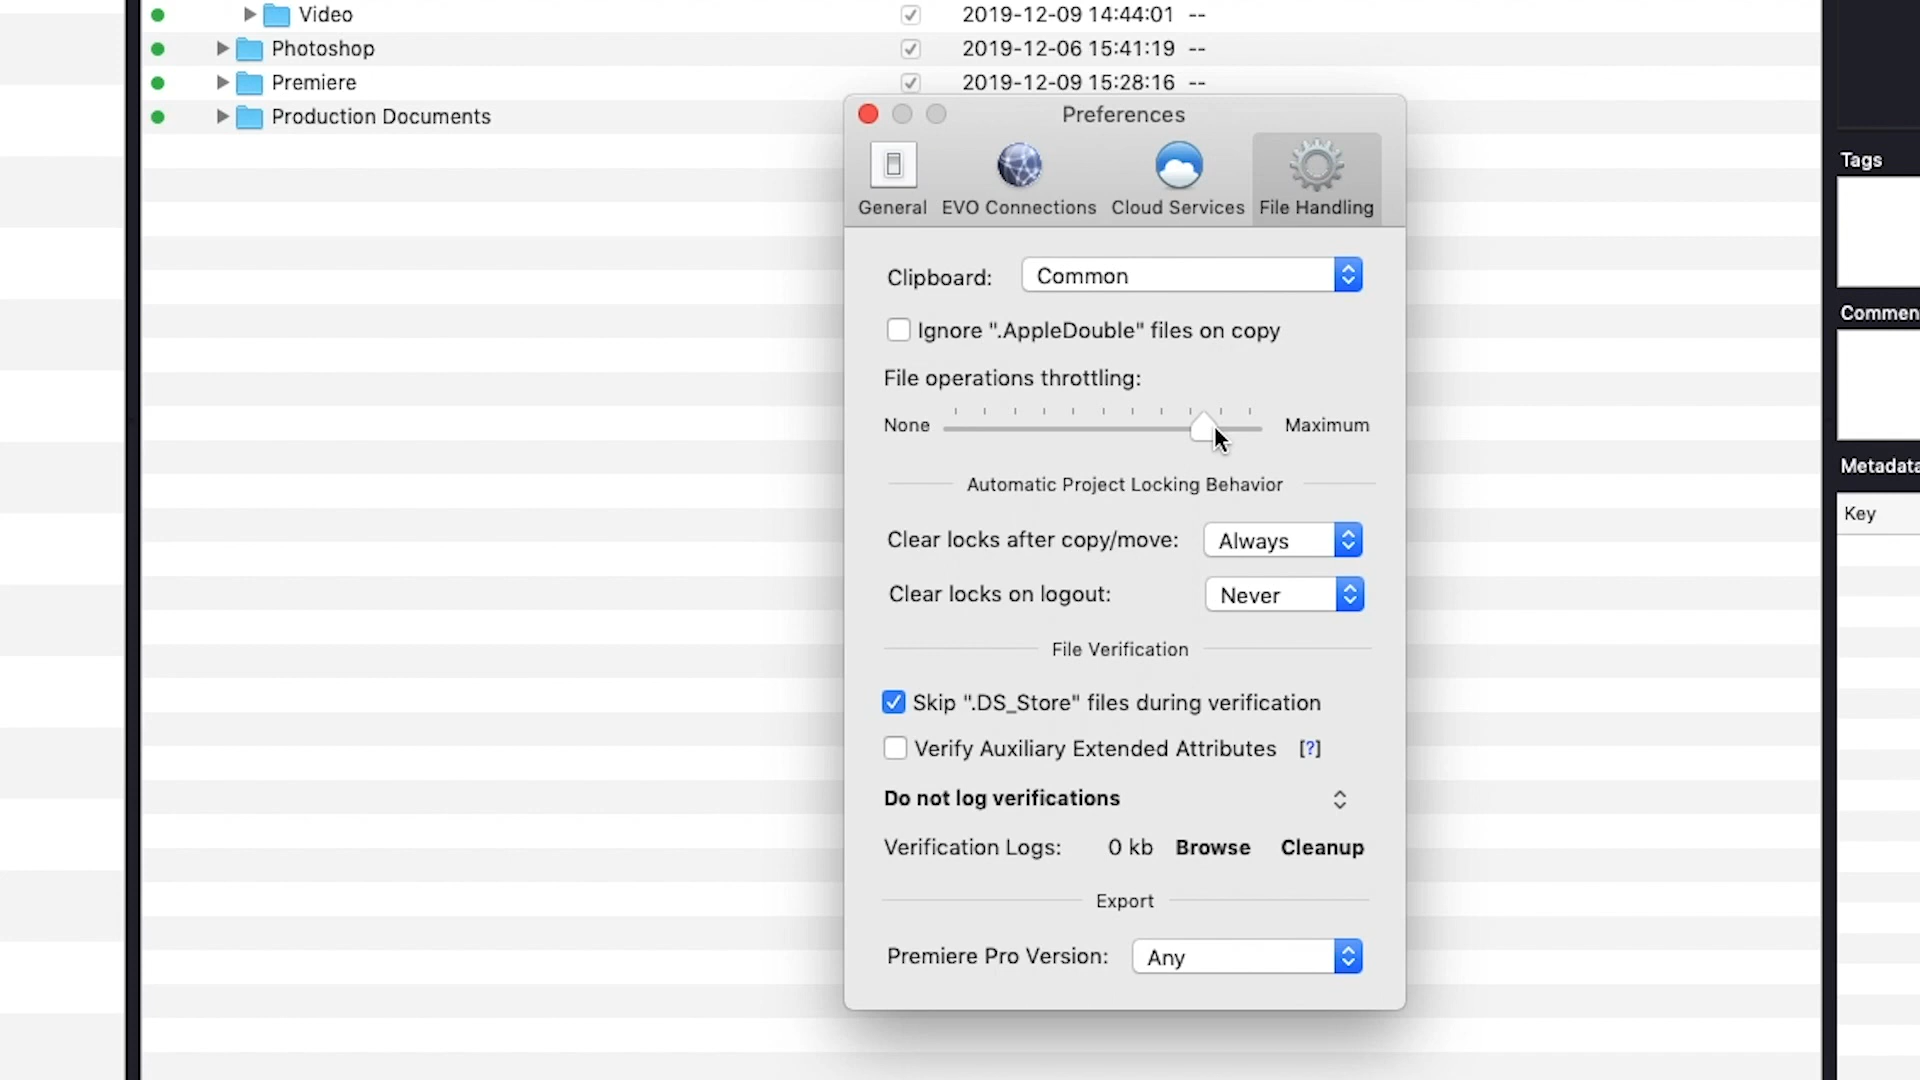 Video 2019-12-09 14:44:01 --
Photoshop 2019-12-06 15:41:19 --
Premiere 2019-12-09 15:28:16 --
Production Documents
Preferences
General EVO Connections Cloud Services File Handling
Clipboard: Common
Ignore ".AppleDouble" files on copy
File operations throttling:
None Maximum
Automatic Project Locking Behavior
Clear locks after copy/move: Always
Clear locks on logout: Never
File Verification
Skip ".DS_Store" files during verification
Verify Auxiliary Extended Attributes [?]
Do not log verifications
Verification Logs: 0 kb Browse Cleanup
Export
Premiere Pro Version: Any
Tags
Commen
Metadata
Key